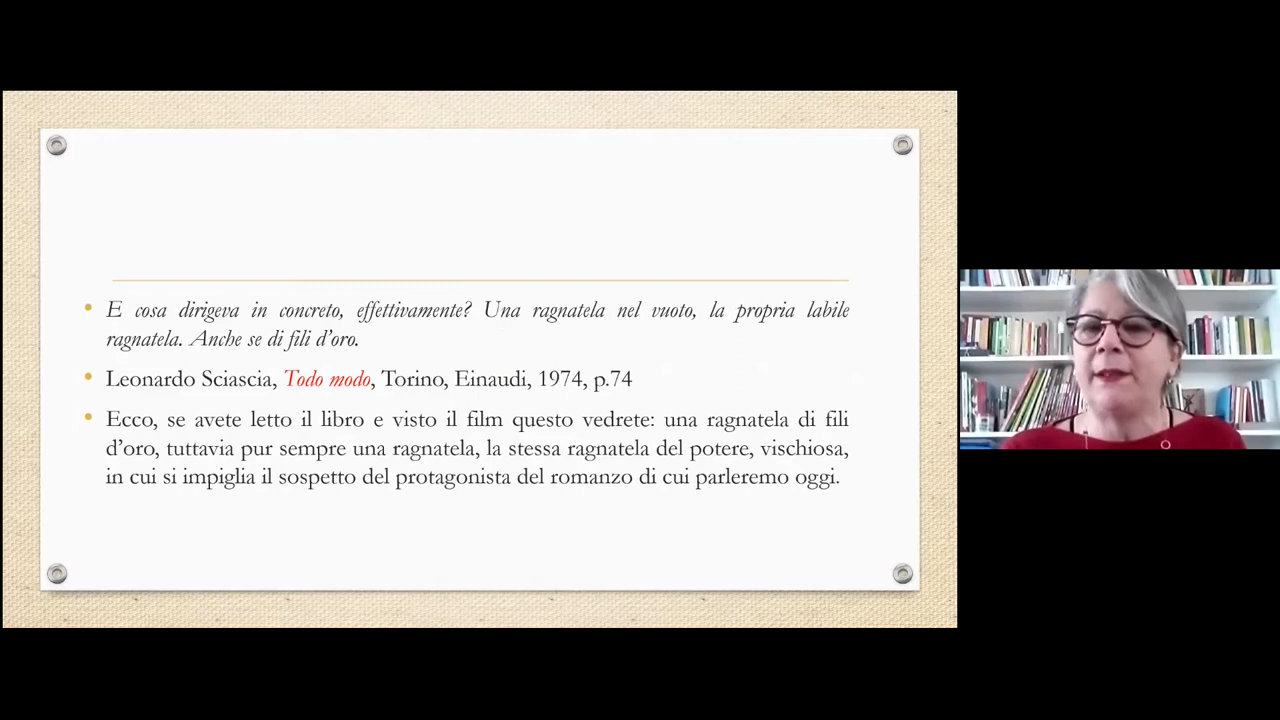 E cosa dirigeva in concreto, effettivamente? Una ragnatela nel vuoto, la propria labile
ragnatela. Anche se di fili d’oro.
Leonardo Sciascia, Todo modo, Torino, Einaudi, 1974, p.74
Ecco, se avete letto il libro e visto il film questo vedrete: una ragnatela di fili
d’oro, tuttavia pur sempre una ragnatela, la stessa ragnatela del potere, vischiosa,
in cui si impiglia il sospetto del protagonista del romanzo di cui parleremo oggi.